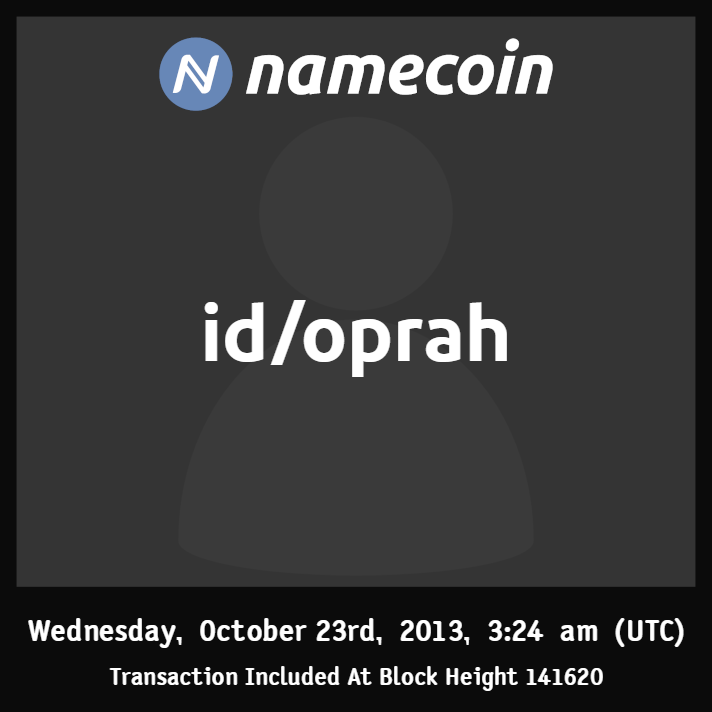 namecoin
id/oprah
Wednesday, October 23rd, 2013, 3:24 am (UTC)
Transaction Included At Block Height 141620